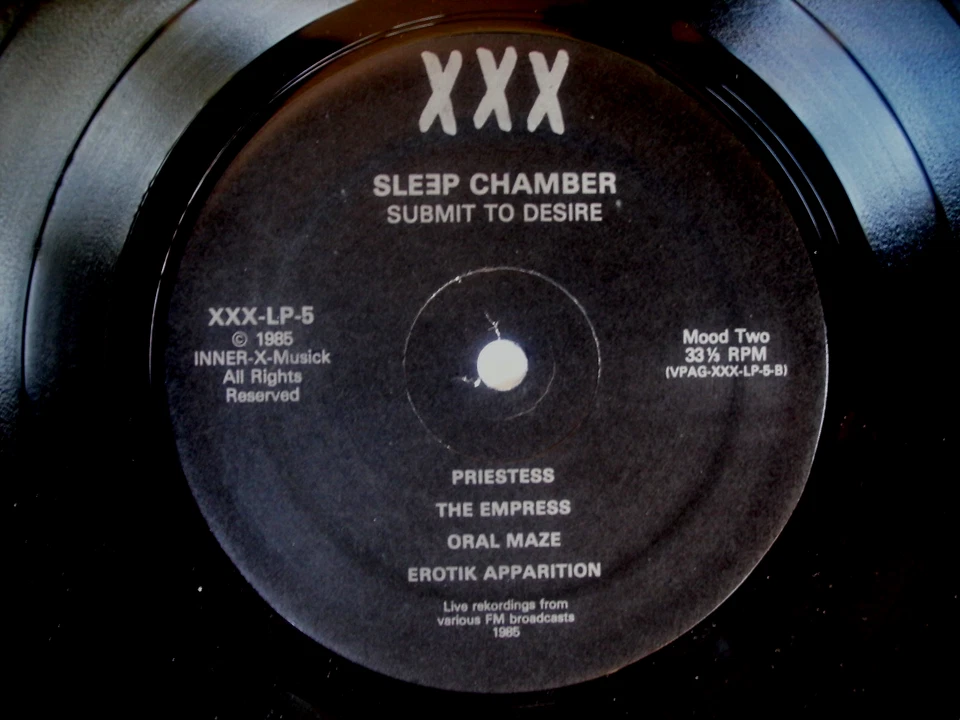 XXX
SLEƎP CHAMBER
SUBMIT TO DESIRE
XXX-LP-5
© 1985
INNER-X-Musick
All Rights
Reserved
Mood Two
33⅓ RPM
(VPAG-XXX-LP-5-B)
PRIESTESS
THE EMPRESS
ORAL MAZE
EROTIK APPARITION
Live rekordings from
various FM broadcasts
1985